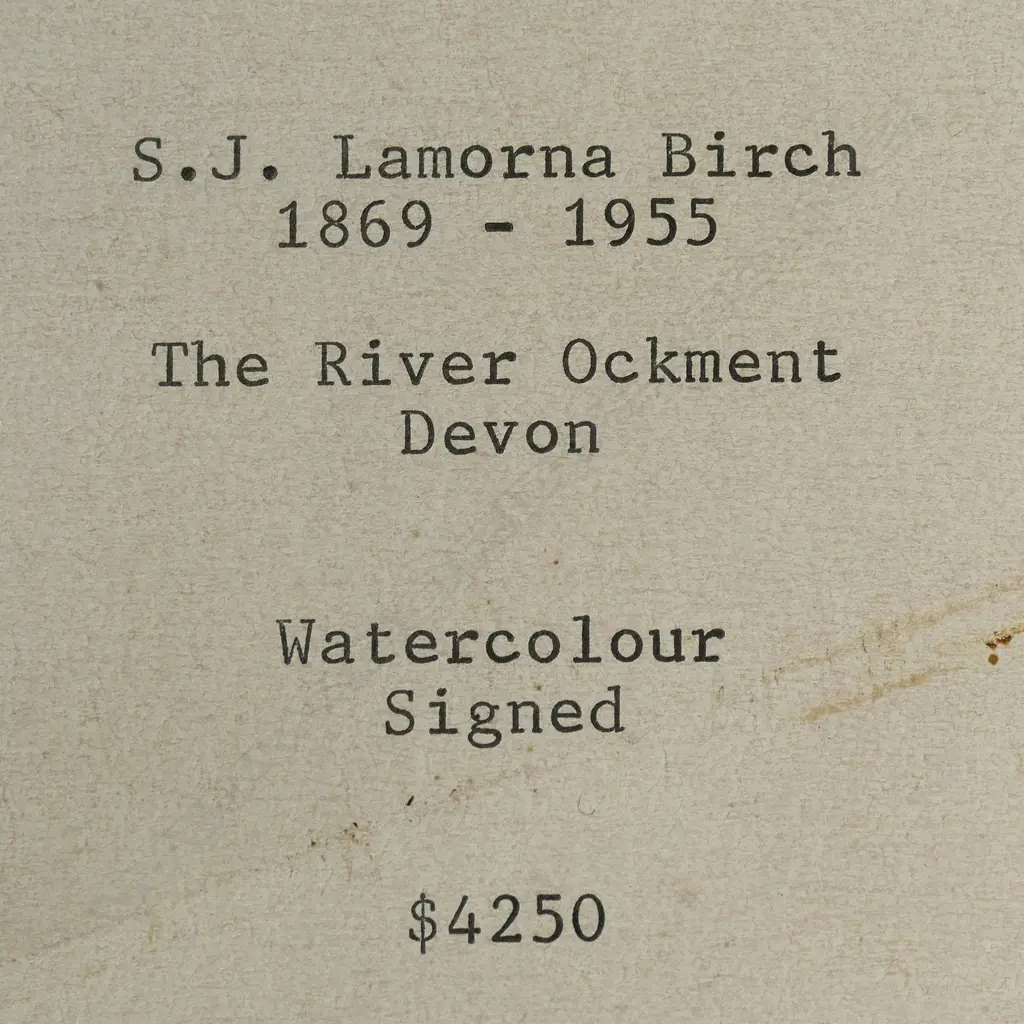 S.J. Lamorna Birch
1869 - 1955
The River Ockment
Devon
Watercolour
Signed
$4250